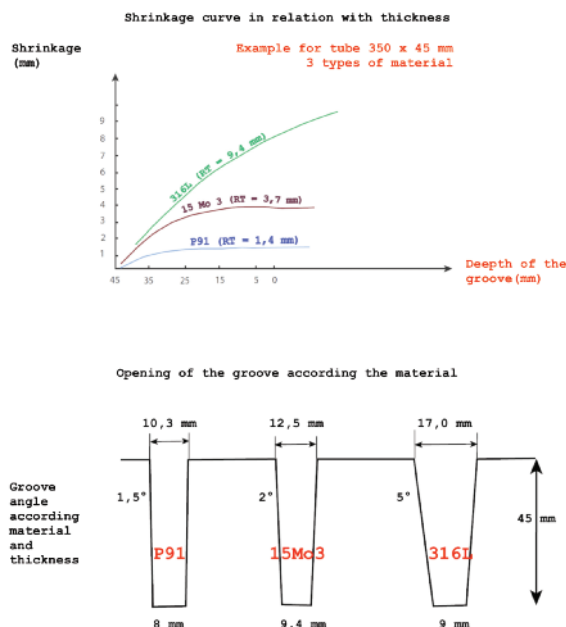 Shrinkage curve in relation with thickness
Shrinkage
(mm)
Example for tube 350 x 45 mm
3 types of material
9
8
7
6
5
4
3
2
1
316L (RT = 9,4 mm)
15 Mo 3 (RT = 3,7 mm)
P91 (RT = 1,4 mm)
45 35 25 15 5 0
Deepth of the
groove(mm)
Opening of the groove according the material
10,3 mm 12,5 mm 17,0 mm
Groove
angle
according
material
and
thickness
1,5° 2° 5°
45 mm
P91 15Mo3 316L
8 mm 9,4 mm 9 mm